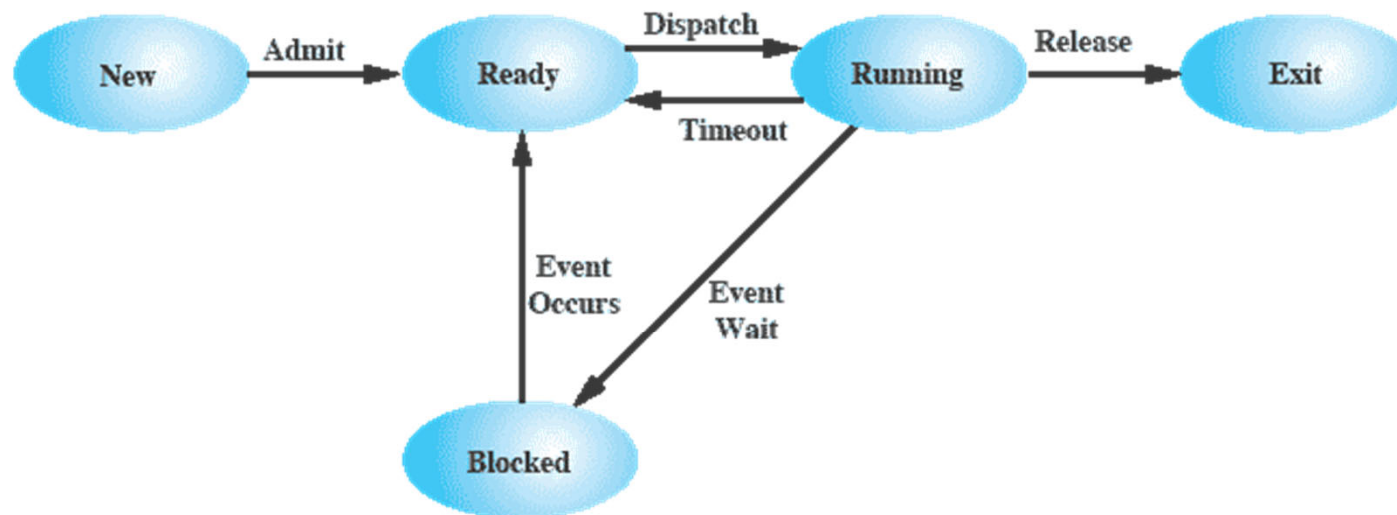 Dispatch
Admit
Release
New
Ready
Running
Exit
Timeout
Event
Occurs
Event
Wait
Blocked